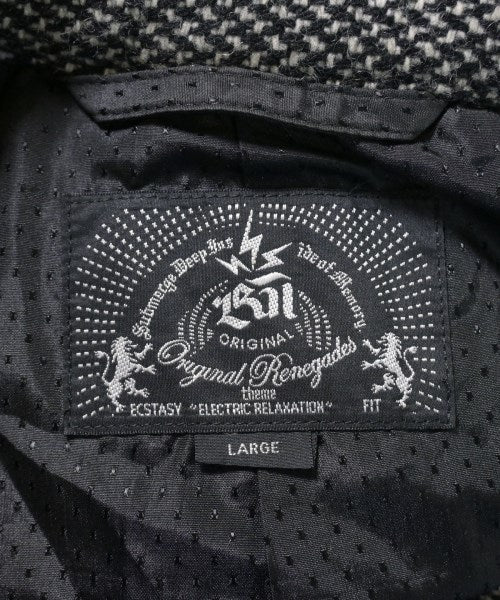 Submerge Deep Ins ide of Memory.
ORIGINAL
Original Renegades
theme
ECSTASY "ELECTRIC RELAXATION" FIT
LARGE